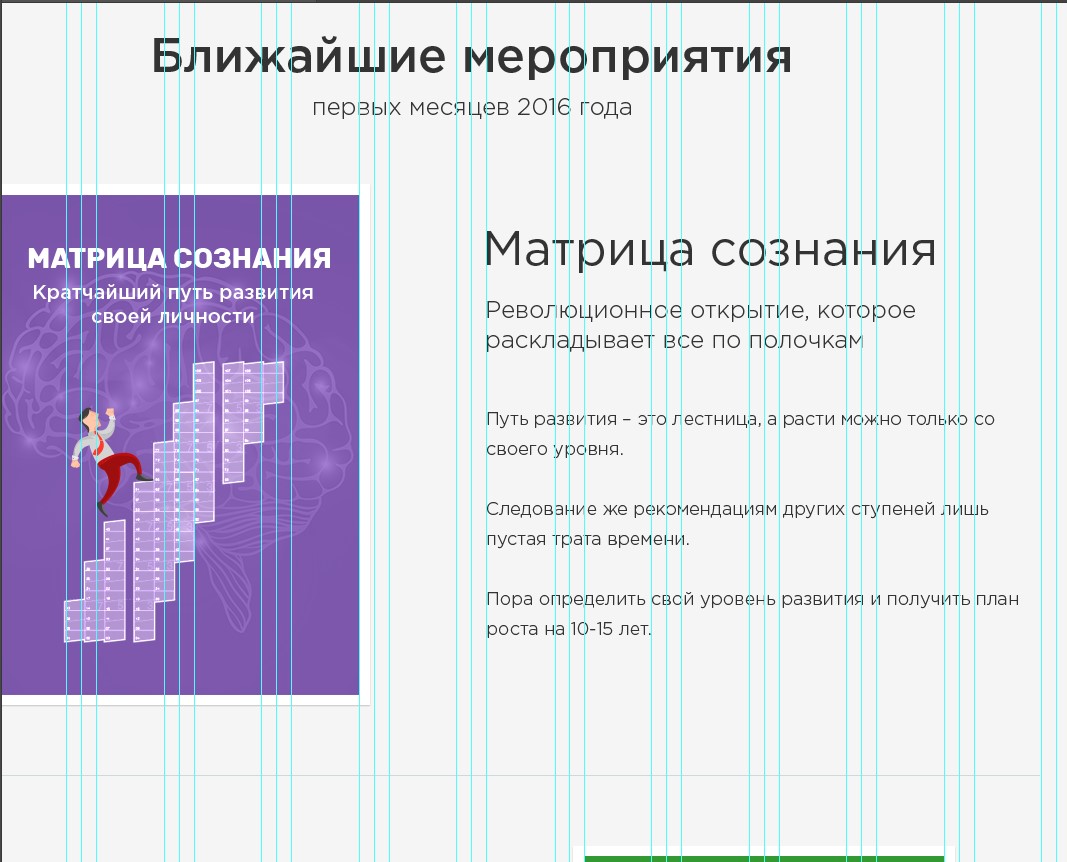 Ближайшие мероприятия
первых месяцев 2016 года
МАТРИЦА СОЗНАНИЯ
Кратчайший путь развития
своей личности
Матрица сознания
Революционное открытие, которое
раскладывает все по полочкам
Путь развития – это лестница, а расти можно только со
своего уровня.
Следование же рекомендациям других ступеней лишь
пустая трата времени.
Пора определить свой уровень развития и получить план
роста на 10-15 лет.